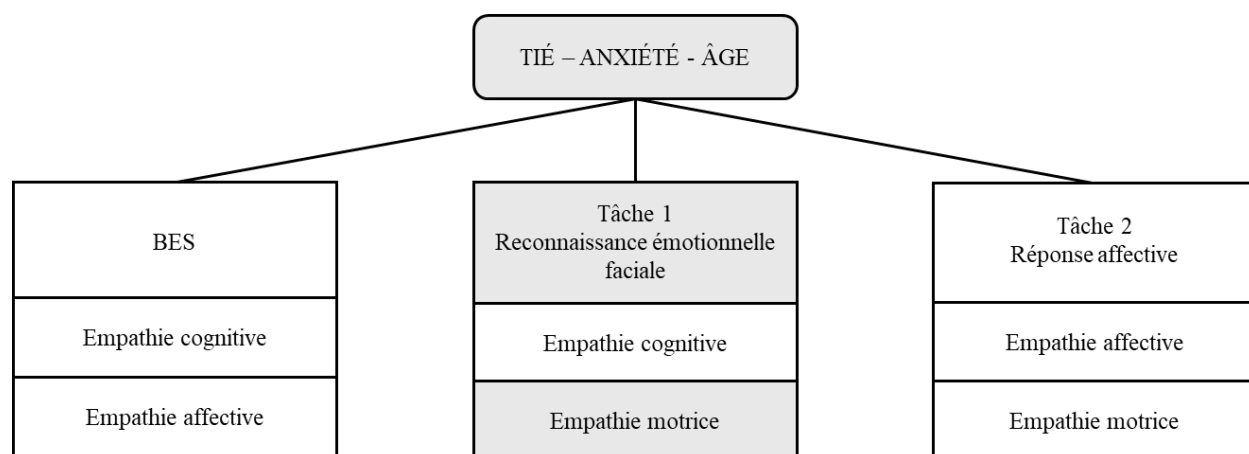 TIÉ – ANXIÉTÉ - ÂGE
BES
Empathie cognitive
Empathie affective
Tâche 1
Reconnaissance émotionnelle
faciale
Empathie cognitive
Empathie motrice
Tâche 2
Réponse affective
Empathie affective
Empathie motrice